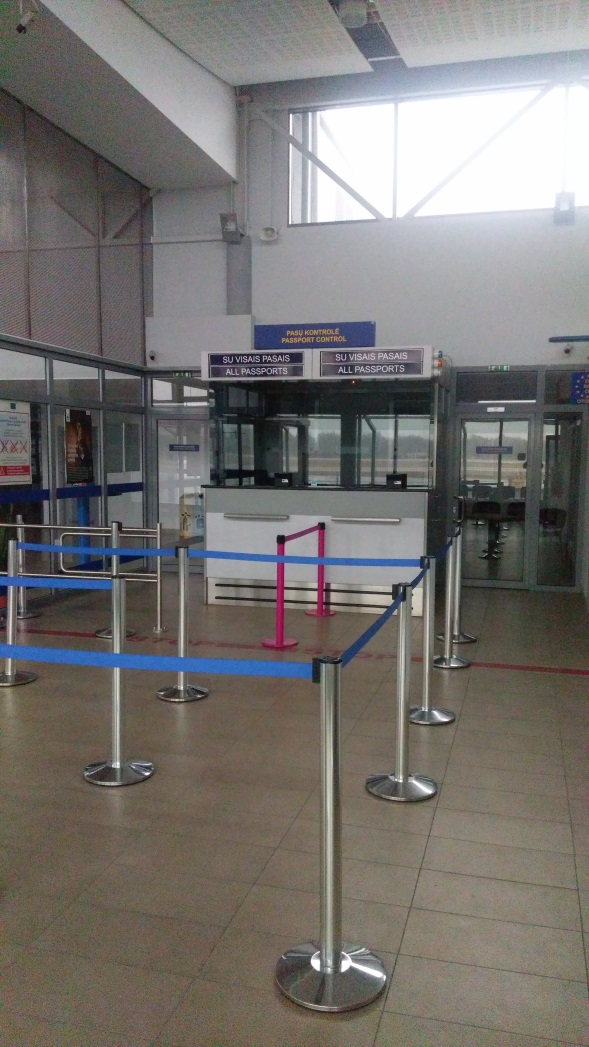 PASŲ KONTROLĖ
PASSPORT CONTROL
SU VISAIS PASAIS
ALL PASSPORTS
SU VISAIS PASAIS
ALL PASSPORTS